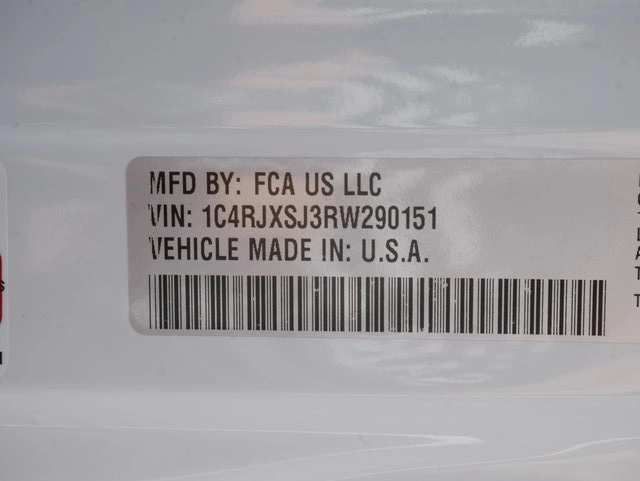 MFD BY: FCA US LLC
VIN: 1C4RJXSJ3RW290151
VEHICLE MADE IN: U.S.A.